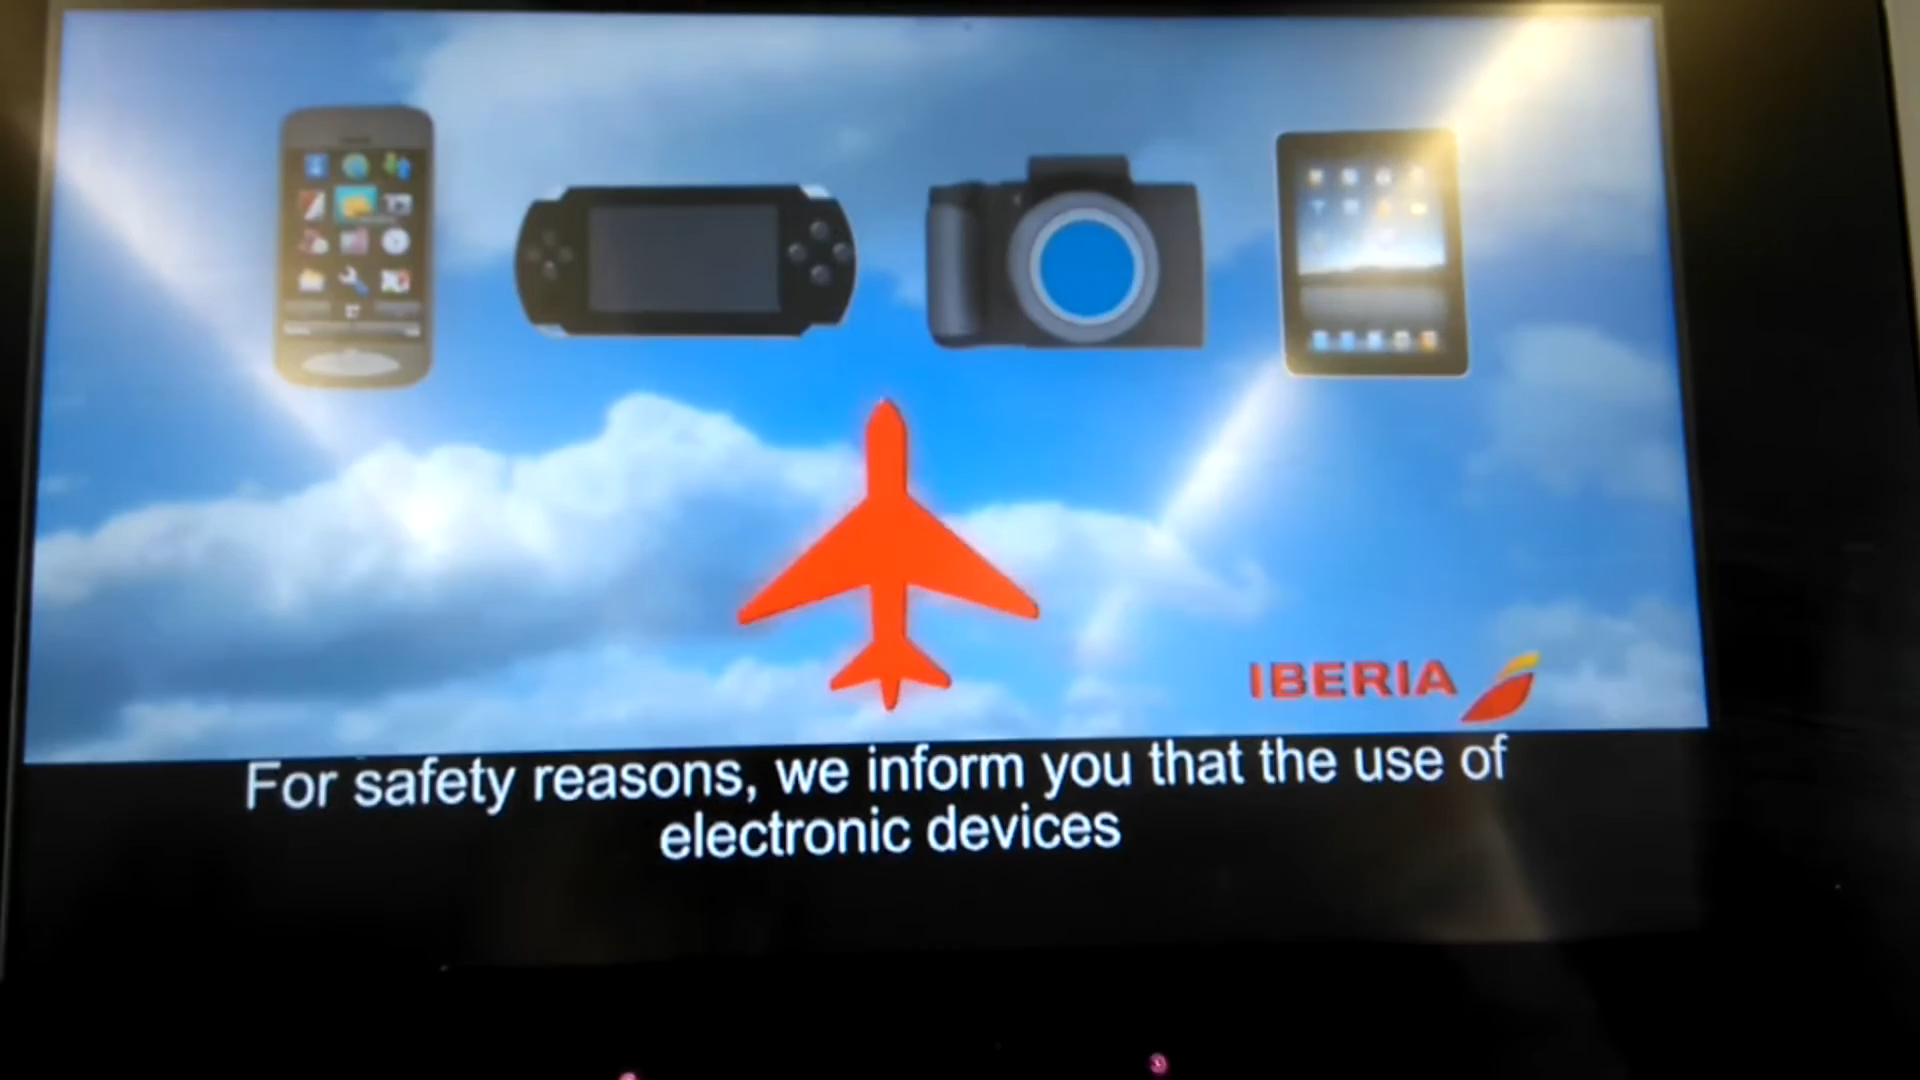 IBERIA
For safety reasons, we inform you that the use of
electronic devices